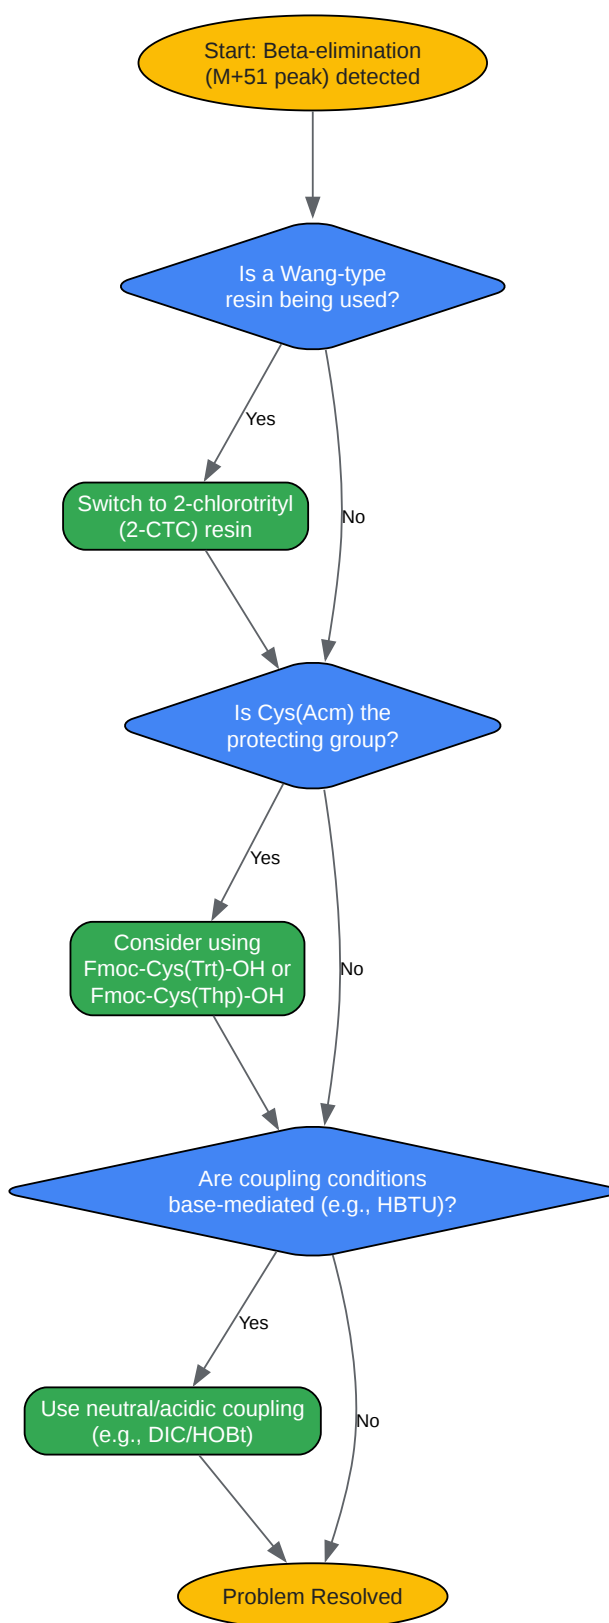 Start: Beta-elimination
(M+51 peak) detected
Is a Wang-type
resin being used?
Yes
Switch to 2-chlorotrityl
(2-CTC) resin
No
Is Cys(Acm) the
protecting group?
Yes
Consider using
Fmoc-Cys(Trt)-OH or
Fmoc-Cys(Thp)-OH
No
Are coupling conditions
base-mediated (e.g., HBTU)?
Yes
Use neutral/acidic coupling
(e.g., DIC/HOBt)
No
Problem Resolved